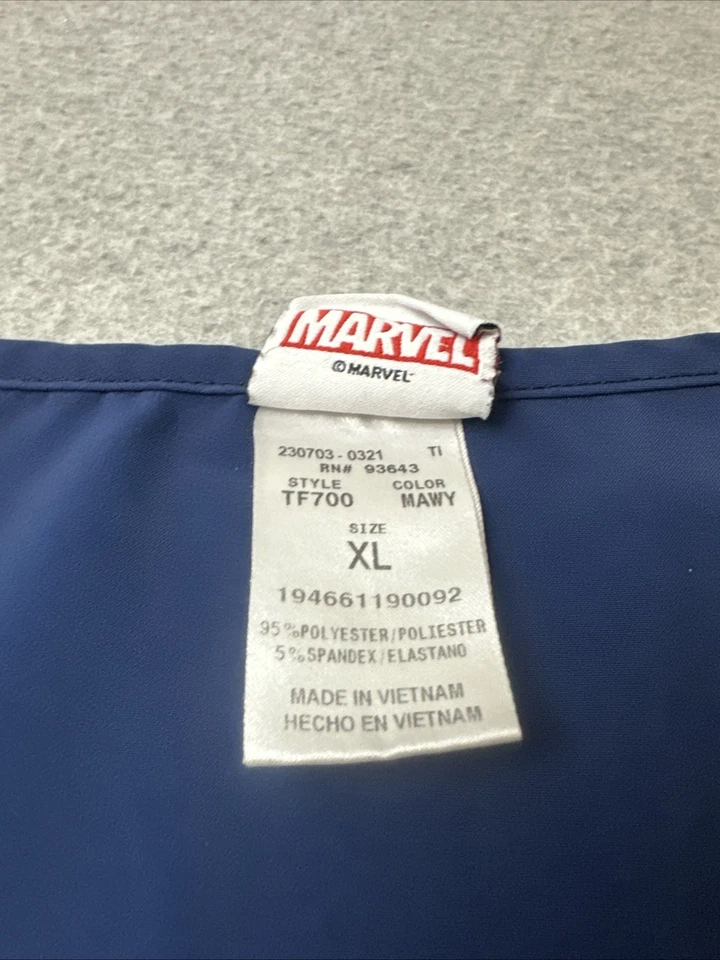 MARVEL
©MARVEL
230703-0321 TI
RN# 93643
STYLE COLOR
TF700 MAWY
SIZE
XL
194661190092
95%POLYESTER/POLIESTER
5%SPANDEX/ELASTANO
MADE IN VIETNAM
HECHO EN VIETNAM